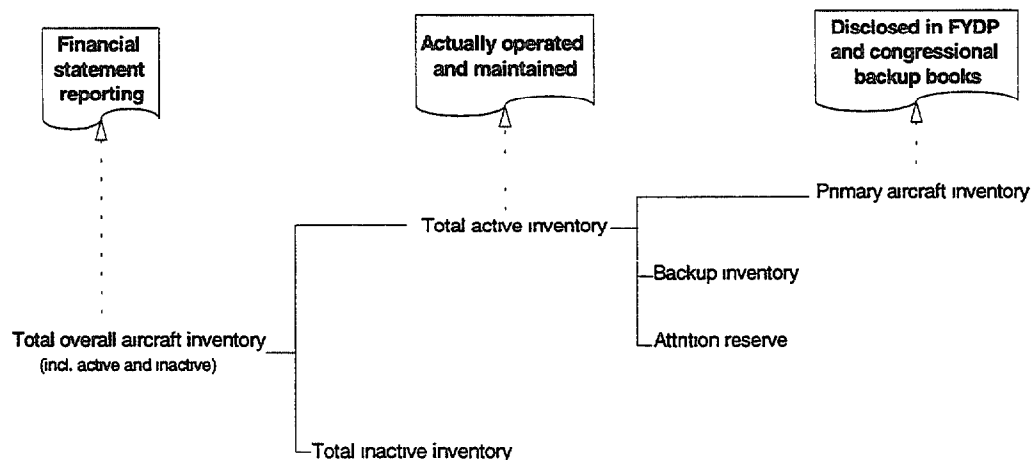 Financial
statement
reporting
Actually operated
and maintained
Disclosed in FYDP
and congressional
backup books
Primary aircraft inventory
Total active inventory
Backup inventory
Total overall aircraft inventory
(incl. active and inactive)
Attrition reserve
Total inactive inventory